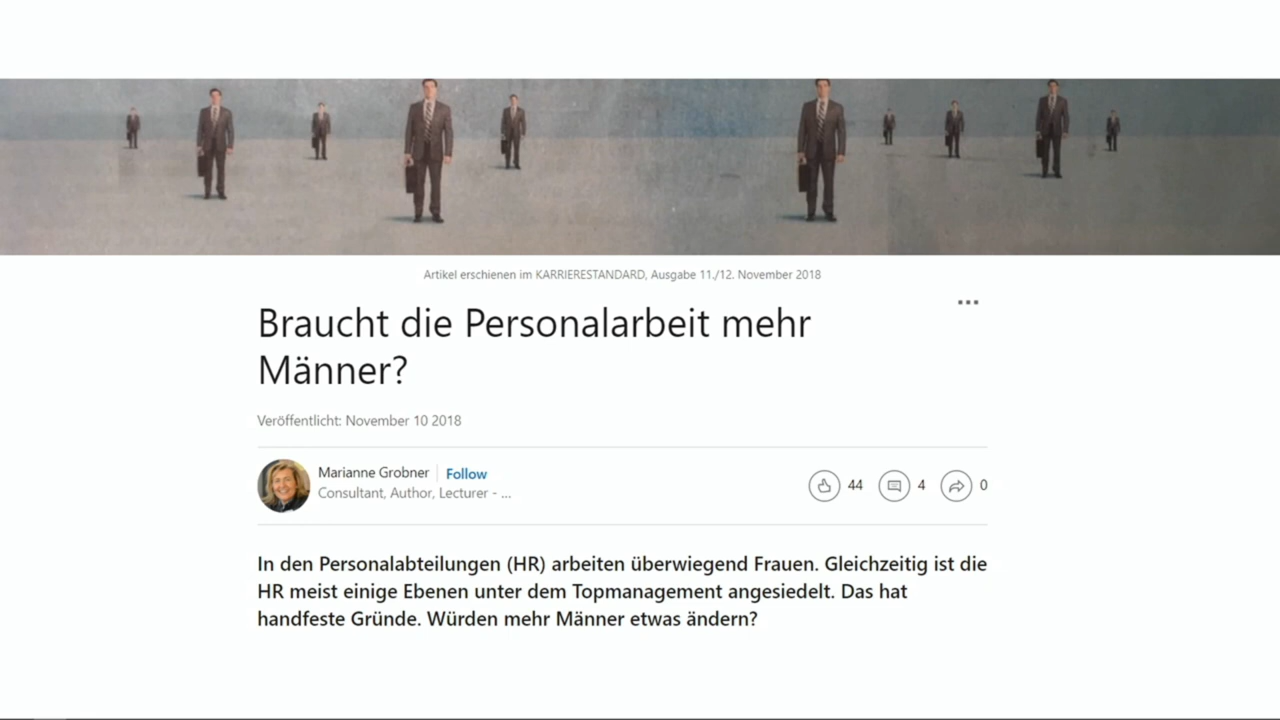 Artikel erschienen im KARRIERESTANDARD, Ausgabe 11./12. November 2018
Braucht die Personalarbeit mehr
Männer?
Veröffentlicht: November 10 2018
Marianne Grobner Follow
Consultant, Author, Lecturer - ...
44 4 0
In den Personalabteilungen (HR) arbeiten überwiegend Frauen. Gleichzeitig ist die
HR meist einige Ebenen unter dem Topmanagement angesiedelt. Das hat
handfeste Gründe. Würden mehr Männer etwas ändern?